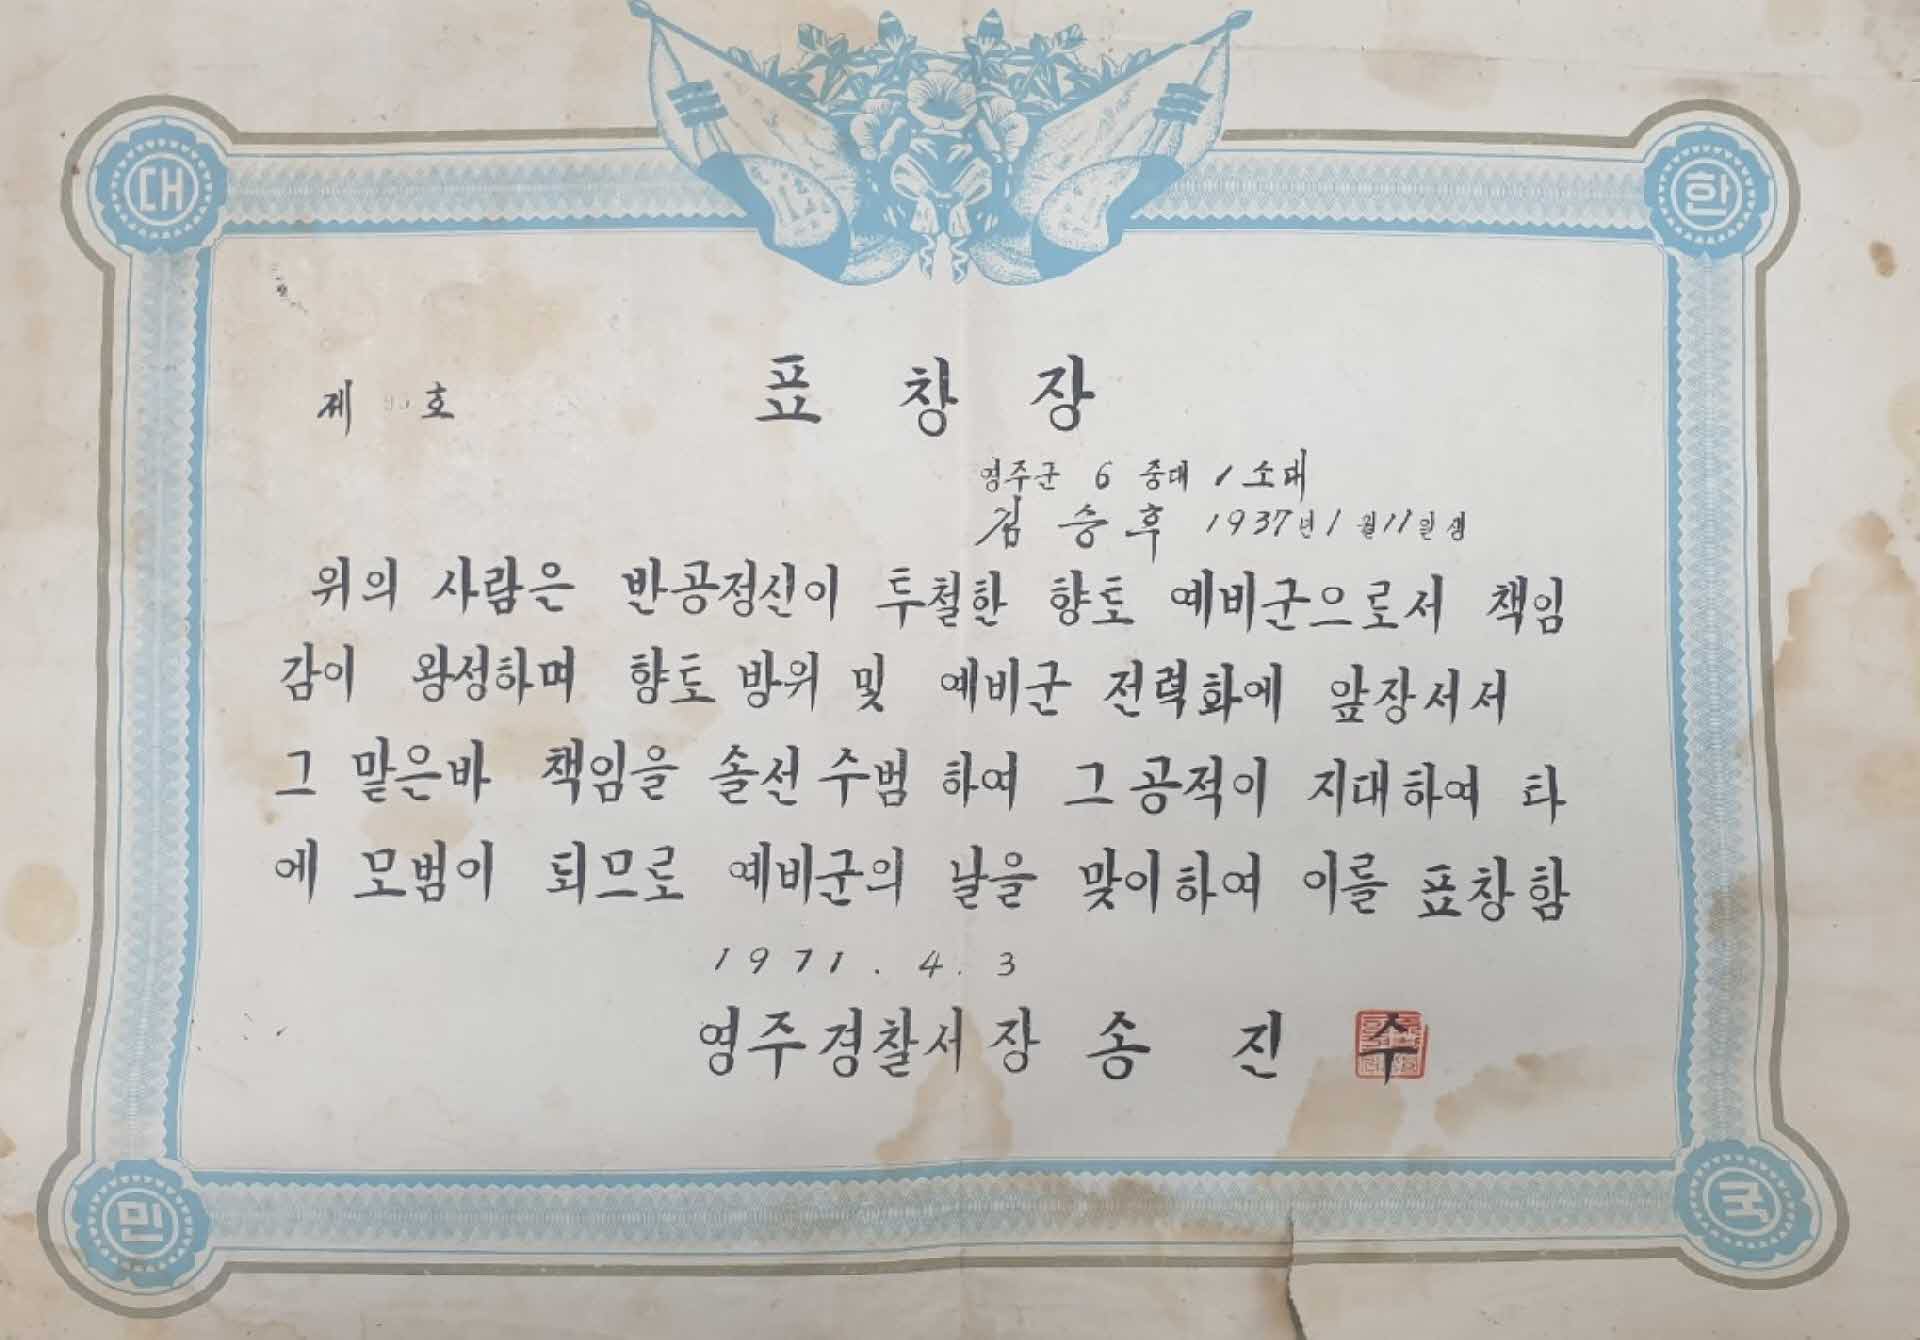 대 한
제 호
표 창 장
영주군 6 중대 1 소대
김 승 후 1937년 1월 11일 생
위의 사람은 반공정신이 투철한 향토 예비군으로서 책임
감이 왕성하며 향토 방위 및 예비군 전력화에 앞장서서
그 맡은바 책임을 솔선수범 하여 그 공적이 지대하여 타
에 모범이 되므로 예비군의 날을 맞이하여 이를 표창함
1971. 4. 3
영주경찰서장 송 진 수
민 국